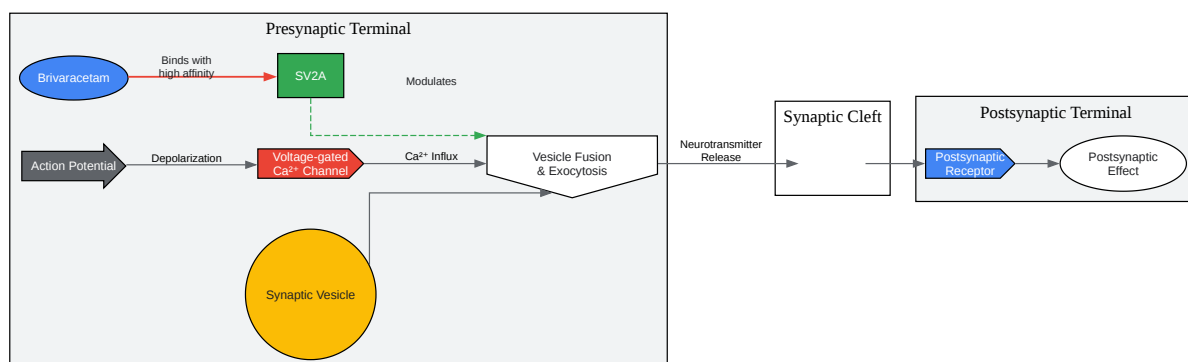 Presynaptic Terminal
Brivaracetam
Binds with
high affinity
SV2A
Modulates
Action Potential
Depolarization
Voltage-gated
Ca²⁺ Channel
Ca²⁺ Influx
Vesicle Fusion
& Exocytosis
Synaptic Vesicle
Neurotransmitter
Release
Synaptic Cleft
Postsynaptic Terminal
Postsynaptic
Receptor
Postsynaptic
Effect